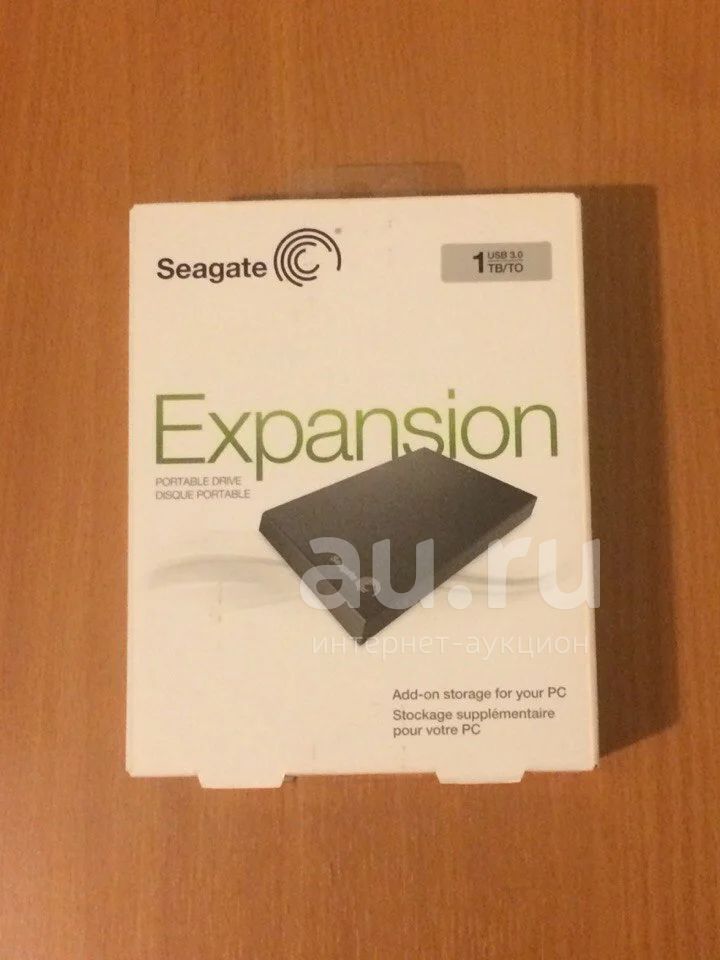 Seagate
1 USB 3.0
TB/TO
Expansion
PORTABLE DRIVE
DISQUE PORTABLE
Seagate
au.ru
интернет-аукцион
Add-on storage for your PC
Stockage supplémentaire
pour votre PC